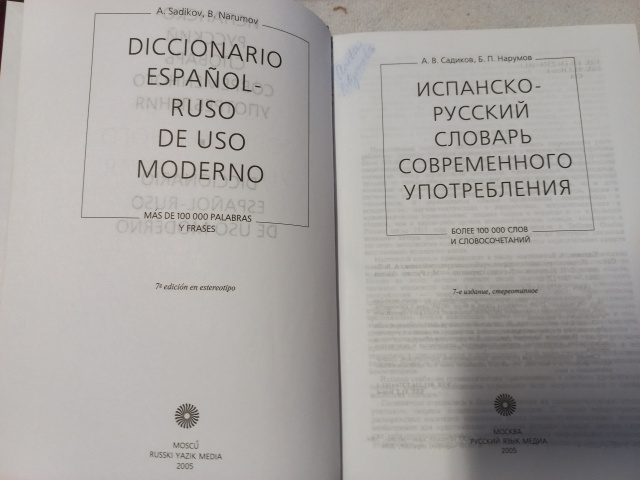 A. Sadikov, B. Narumov
DICCIONARIO
ESPAÑOL-
RUSO
DE USO
MODERNO
MÁS DE 100 000 PALABRAS
Y FRASES
7ª edición en estereotipo
MOSCÚ
RUSSKI YAZIK MEDIA
2005
А. В. Садиков, Б. П. Нарумов
ИСПАНСКО-
РУССКИЙ
СЛОВАРЬ
СОВРЕМЕННОГО
УПОТРЕБЛЕНИЯ
БОЛЕЕ 100 000 СЛОВ
И СЛОВОСОЧЕТАНИЙ
7-е издание, стереотипное
МОСКВА
РУССКИЙ ЯЗЫК МЕДИА
2005